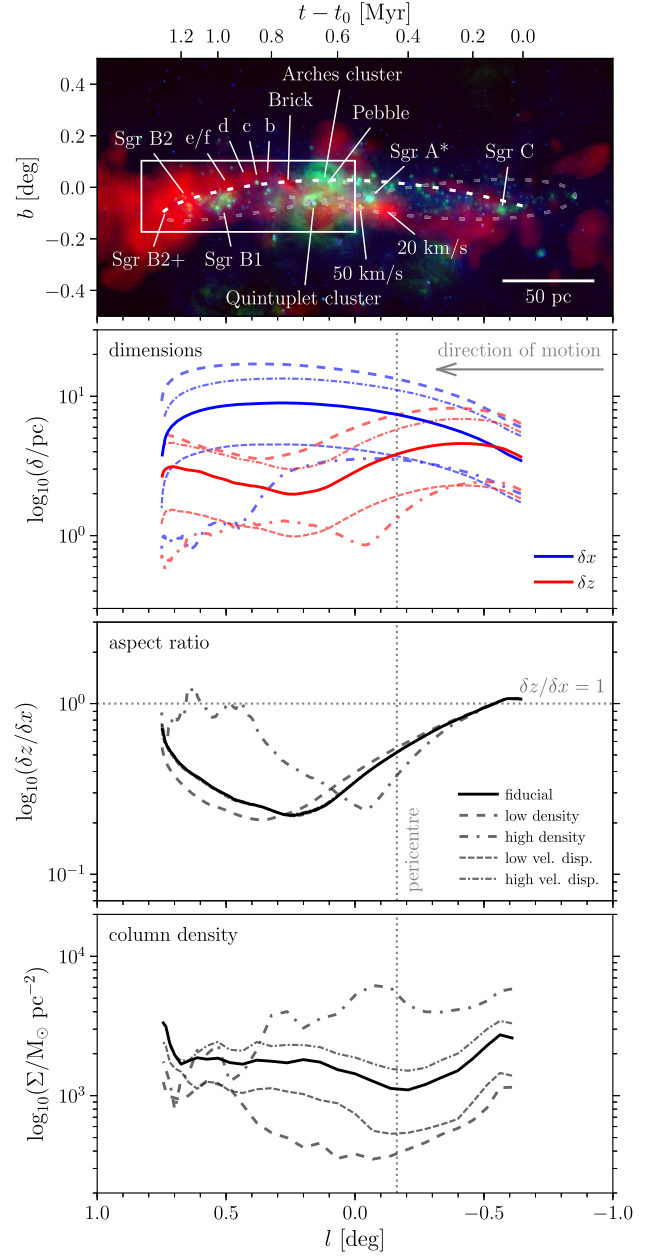 t − t₀ [Myr]
1.2 1.0 0.8 0.6 0.4 0.2 0.0
0.4
0.2
0.0
−0.2
−0.4
b [deg]
Arches cluster
Brick
Pebble
Sgr B2
e/f
d
c
b
Sgr A*
Sgr C
Sgr B2+
Sgr B1
Quintuplet cluster
50 km/s
20 km/s
50 pc
dimensions
direction of motion
10¹
10⁰
log₁₀(δ/pc)
δx
δz
aspect ratio
δz/δx = 1
10⁰
10⁻¹
log₁₀(δz/δx)
pericentre
fiducial
low density
high density
low vel. disp.
high vel. disp.
column density
10⁴
10³
log₁₀(Σ/M⊙ pc⁻²)
1.0 0.5 0.0 −0.5 −1.0
l [deg]